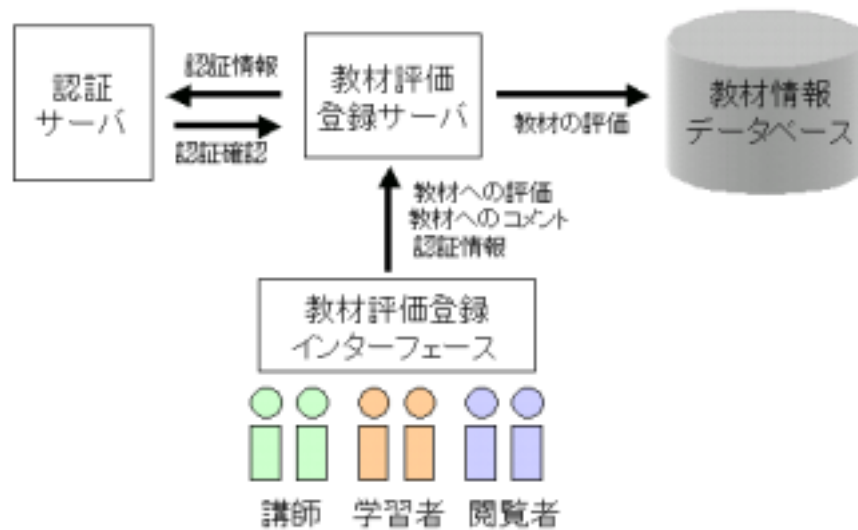 認証
サーバ
認証情報
認証確認
教材評価
登録サーバ
教材の評価
教材情報
データベース
教材への評価
教材へのコメント
認証情報
教材評価登録
インターフェース
講師
学習者
閲覧者